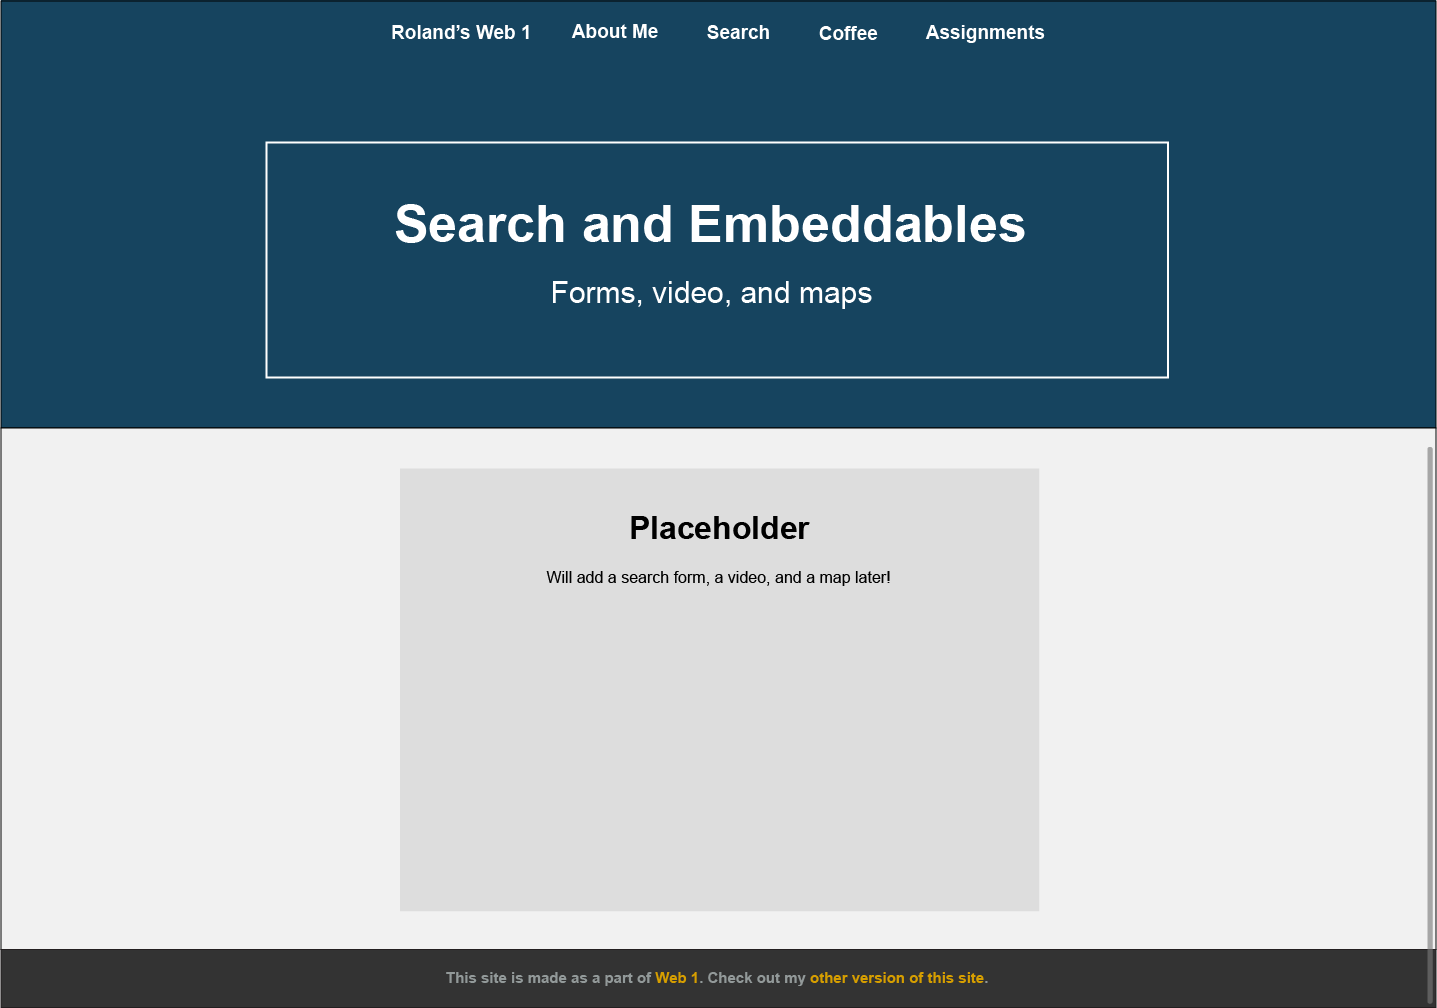 Roland’s Web 1 About Me Search Coffee Assignments
Search and Embeddables
Forms, video, and maps
Placeholder
Will add a search form, a video, and a map later!
This site is made as a part of Web 1. Check out my other version of this site.